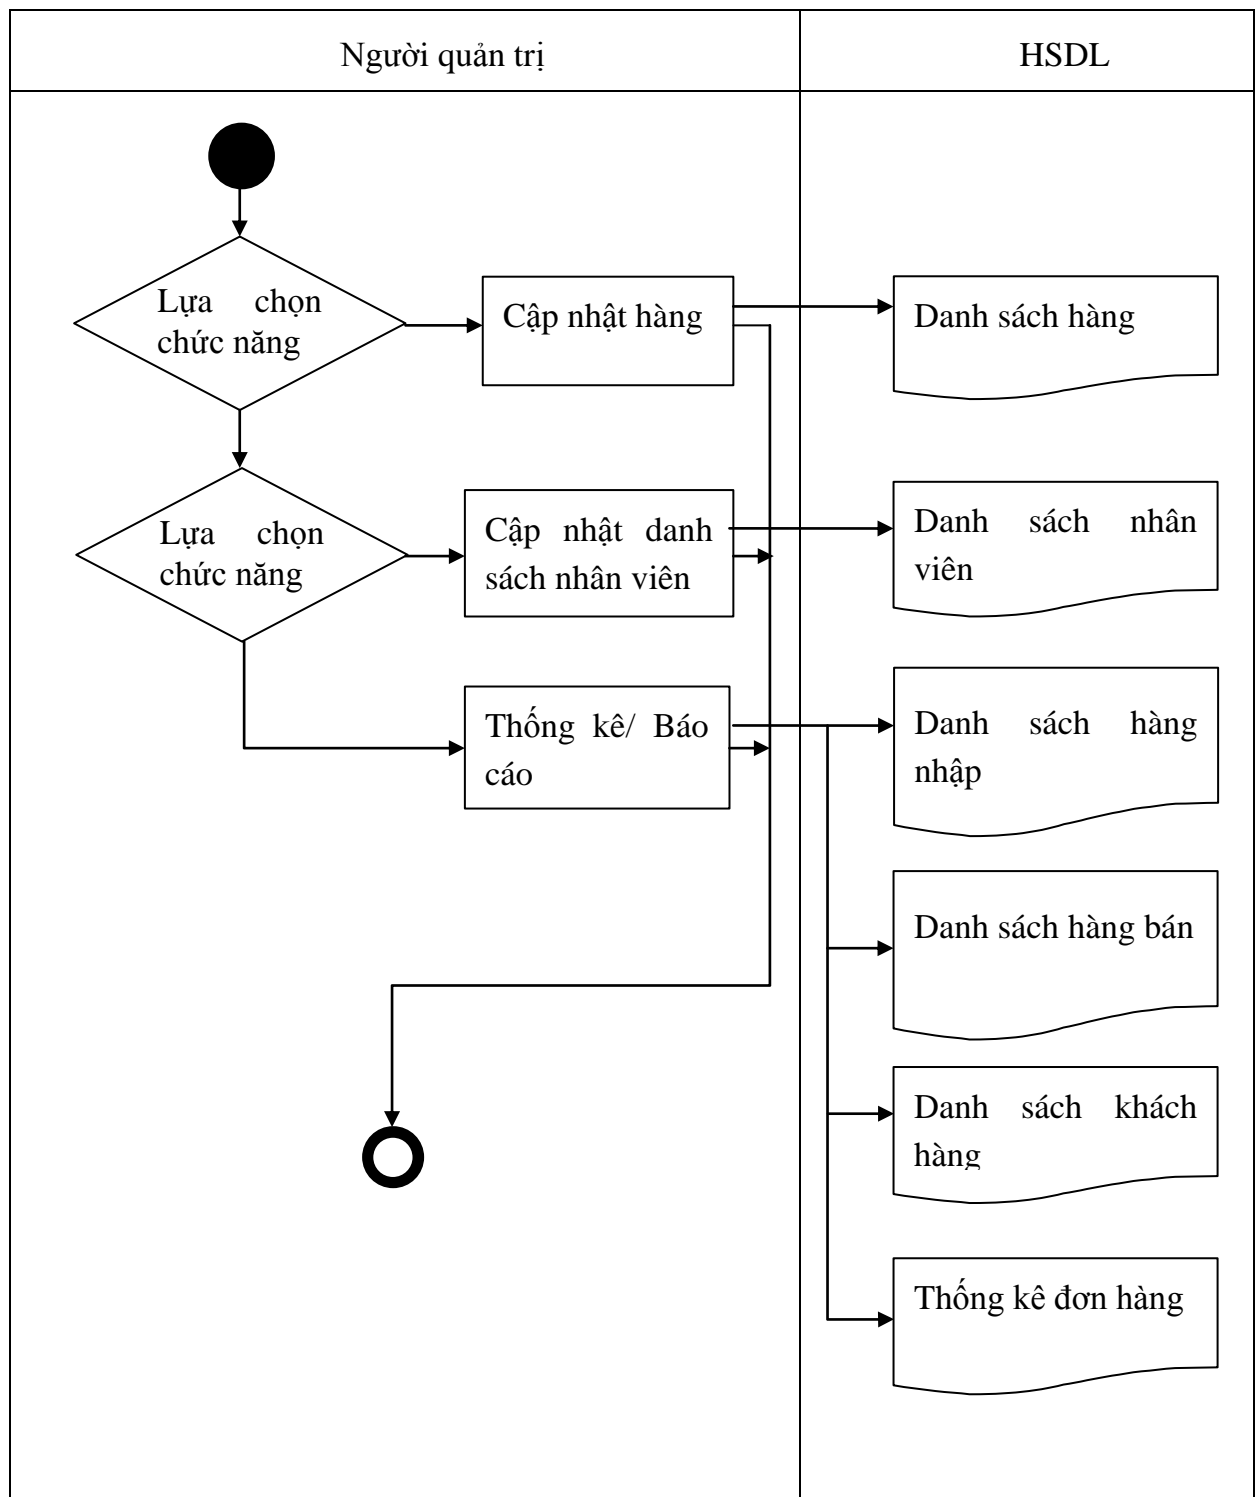 Người quản trị
HSDL
Lựa chọn
chức năng
Cập nhật hàng
Danh sách hàng
Lựa chọn
chức năng
Cập nhật danh
sách nhân viên
Danh sách nhân
viên
Thống kê/ Báo
cáo
Danh sách hàng
nhập
Danh sách hàng bán
Danh sách khách
hàng
Thống kê đơn hàng